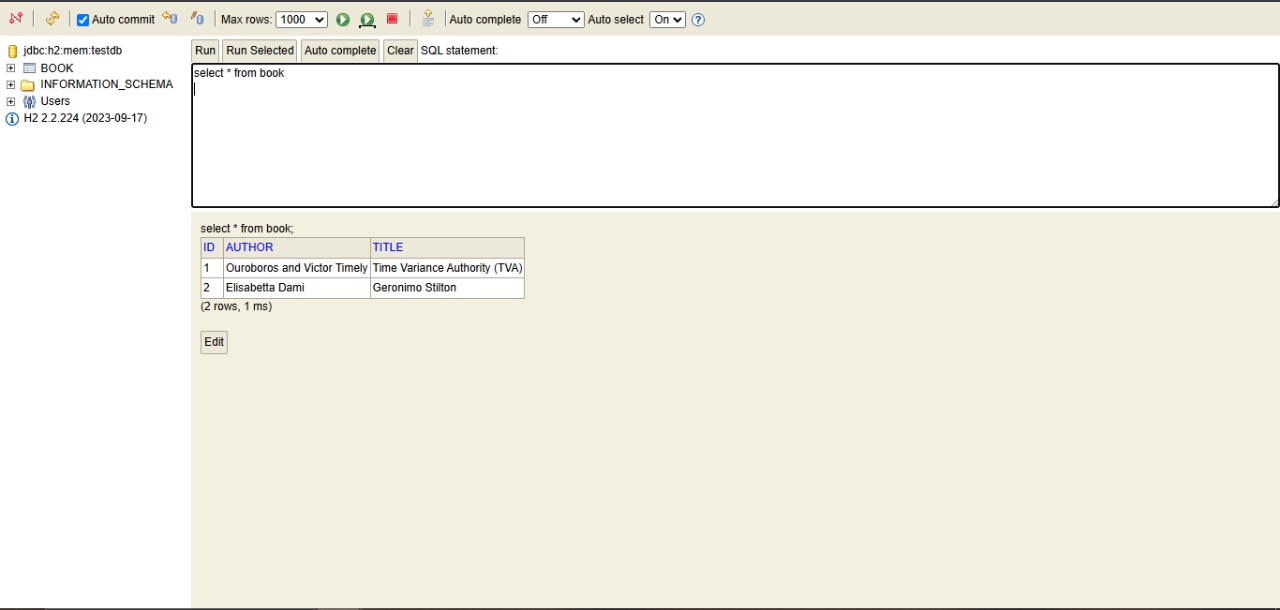 Auto commit Max rows: 1000 Auto complete Off Auto select On ?
jdbc:h2:mem:testdb
BOOK
INFORMATION_SCHEMA
Users
H2 2.2.224 (2023-09-17)
Run Run Selected Auto complete Clear SQL statement:
select * from book
select * from book;
ID AUTHOR TITLE
1 Ouroboros and Victor Timely Time Variance Authority (TVA)
2 Elisabetta Dami Geronimo Stilton
(2 rows, 1 ms)
Edit